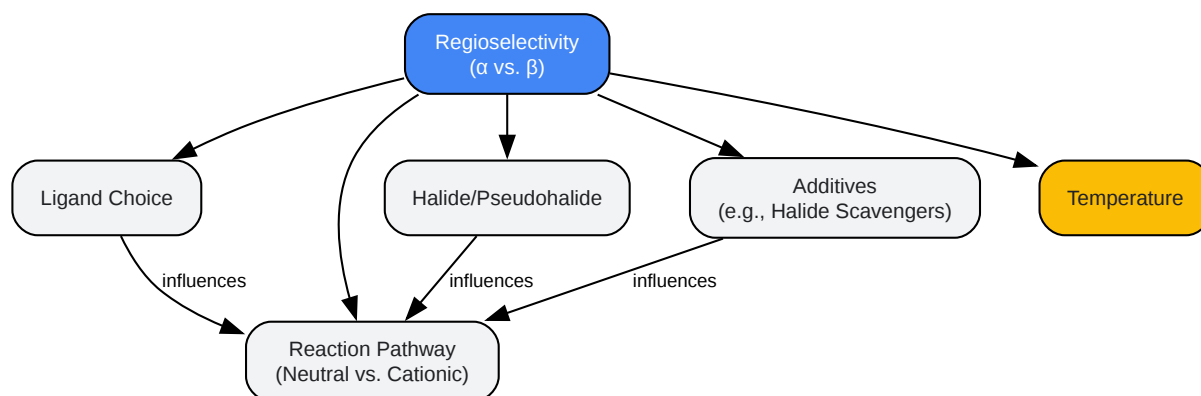 Regioselectivity
(α vs. β)
Ligand Choice
Halide/Pseudohalide
Additives
(e.g., Halide Scavengers)
Temperature
influences
influences
influences
Reaction Pathway
(Neutral vs. Cationic)